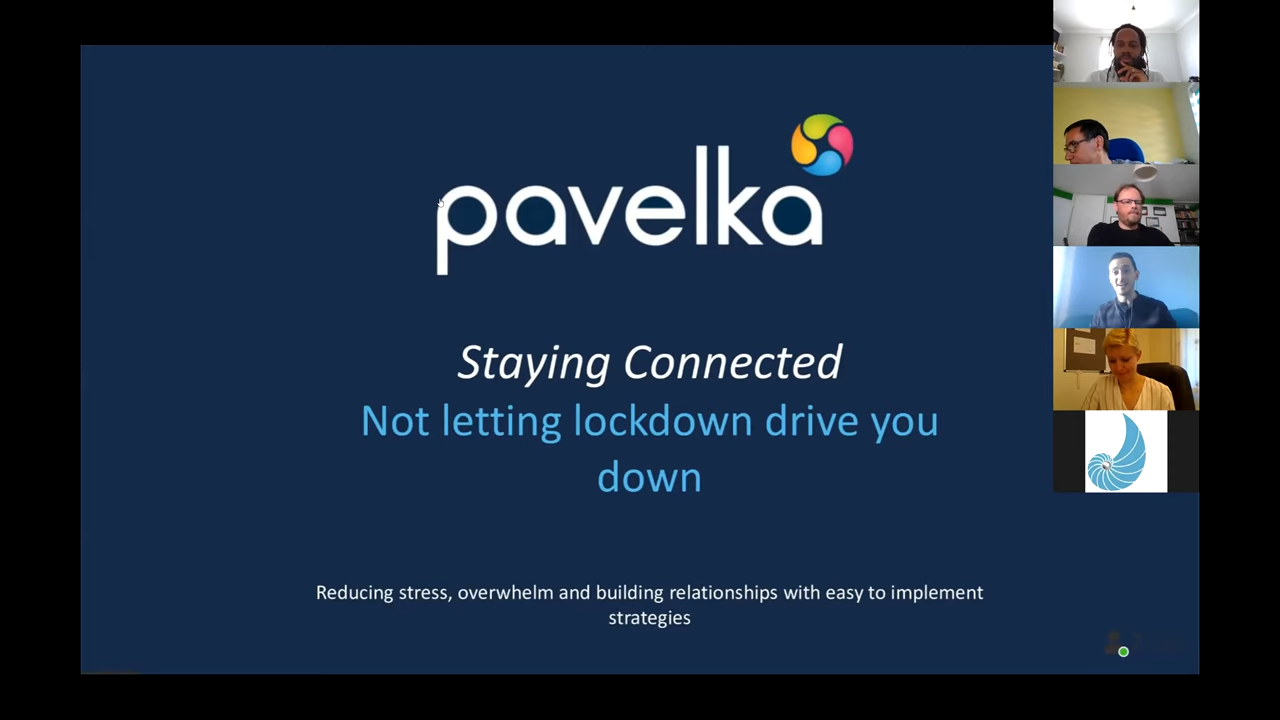 pavelka
Staying Connected
Not letting lockdown drive you
down
Reducing stress, overwhelm and building relationships with easy to implement
strategies